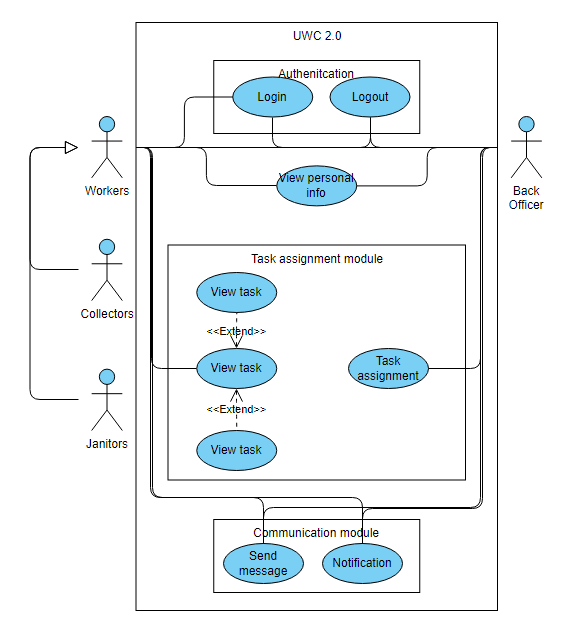 UWC 2.0
Authenitcation
Login
Logout
Workers
View personal
info
Back
Officer
Task assignment module
View task
<<Extend>>
Collectors
View task
Task
assignment
<<Extend>>
Janitors
View task
Communication module
Send
message
Notification